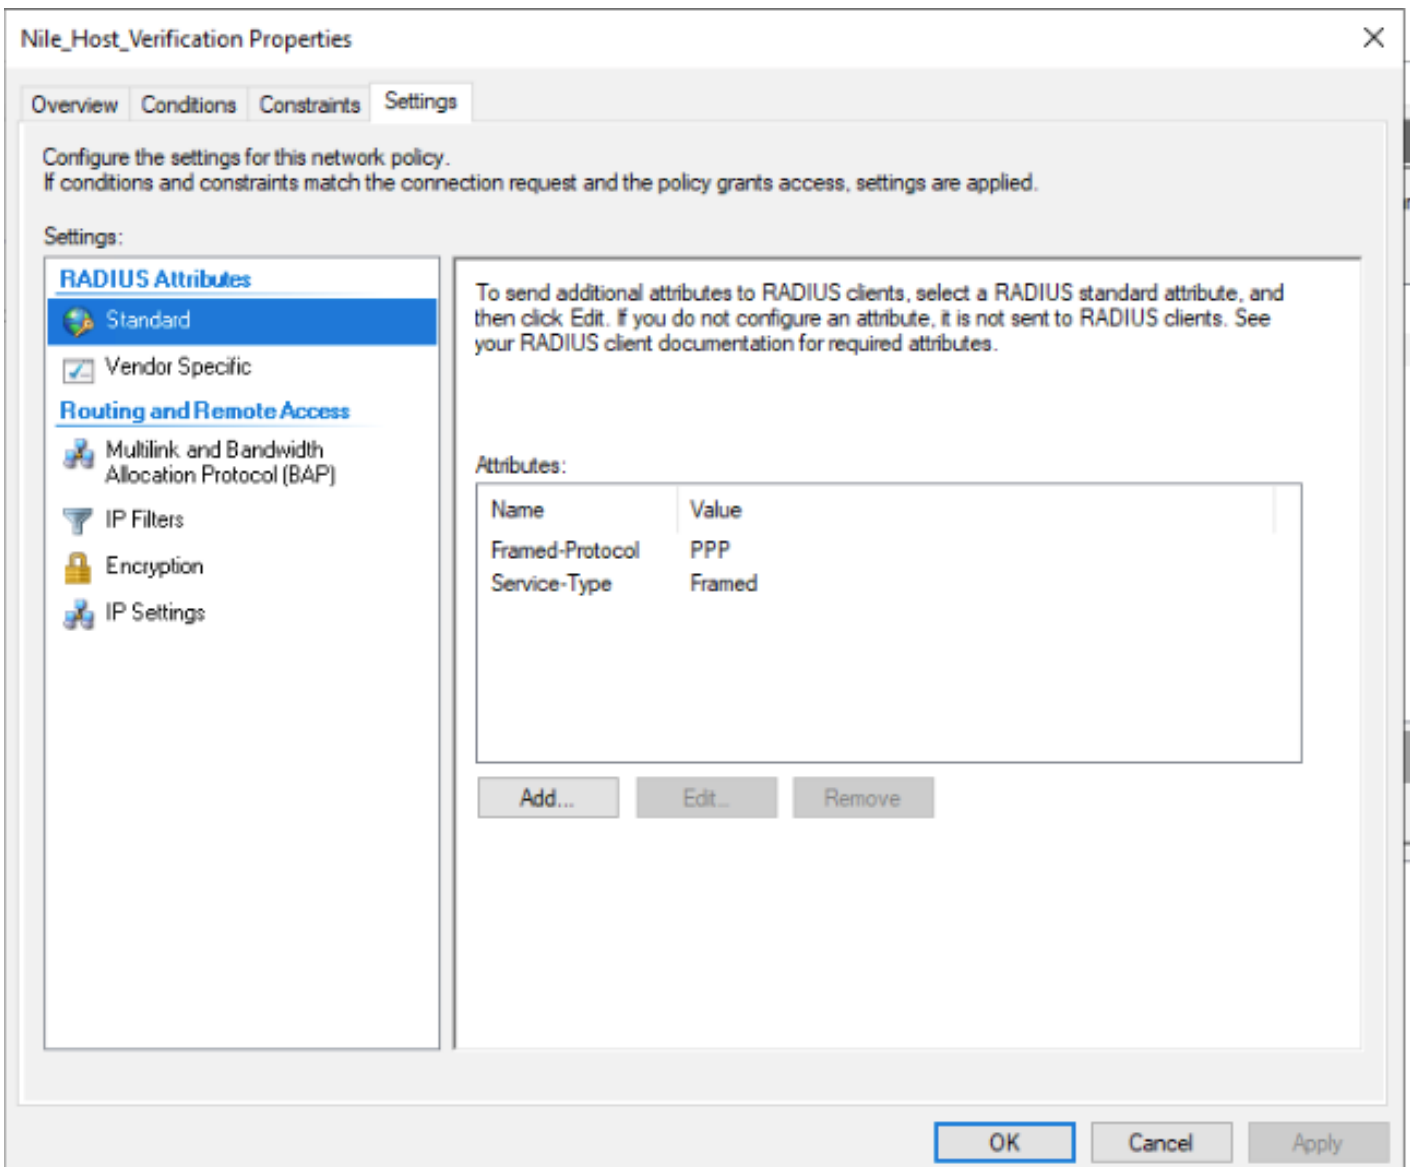 Nile_Host_Verification Properties
Overview Conditions Constraints Settings
Configure the settings for this network policy.
If conditions and constraints match the connection request and the policy grants access, settings are applied.
Settings:
RADIUS Attributes
Standard
Vendor Specific
Routing and Remote Access
Multilink and Bandwidth
Allocation Protocol (BAP)
IP Filters
Encryption
IP Settings
To send additional attributes to RADIUS clients, select a RADIUS standard attribute, and
then click Edit. If you do not configure an attribute, it is not sent to RADIUS clients. See
your RADIUS client documentation for required attributes.
Attributes:
Name Value
Framed-Protocol PPP
Service-Type Framed
Add... Edit... Remove
OK Cancel Apply